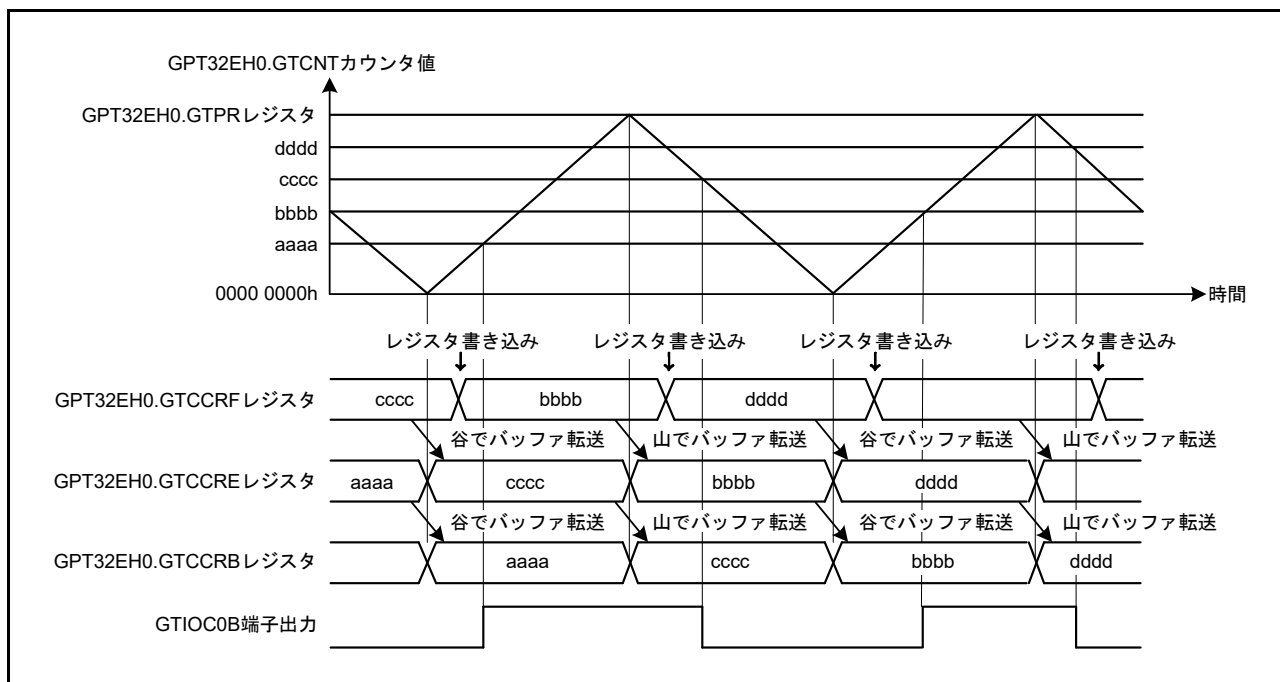 GPT32EH0.GTCNTカウンタ値
GPT32EH0.GTPRレジスタ
dddd
cccc
bbbb
aaaa
0000 0000h
時間
レジスタ書き込み レジスタ書き込み レジスタ書き込み レジスタ書き込み
GPT32EH0.GTCCRFレジスタ cccc bbbb dddd
谷でバッファ転送 山でバッファ転送 谷でバッファ転送 山でバッファ転送
GPT32EH0.GTCCREレジスタ aaaa cccc bbbb dddd
谷でバッファ転送 山でバッファ転送 谷でバッファ転送 山でバッファ転送
GPT32EH0.GTCCRBレジスタ aaaa cccc bbbb dddd
GTIOC0B端子出力